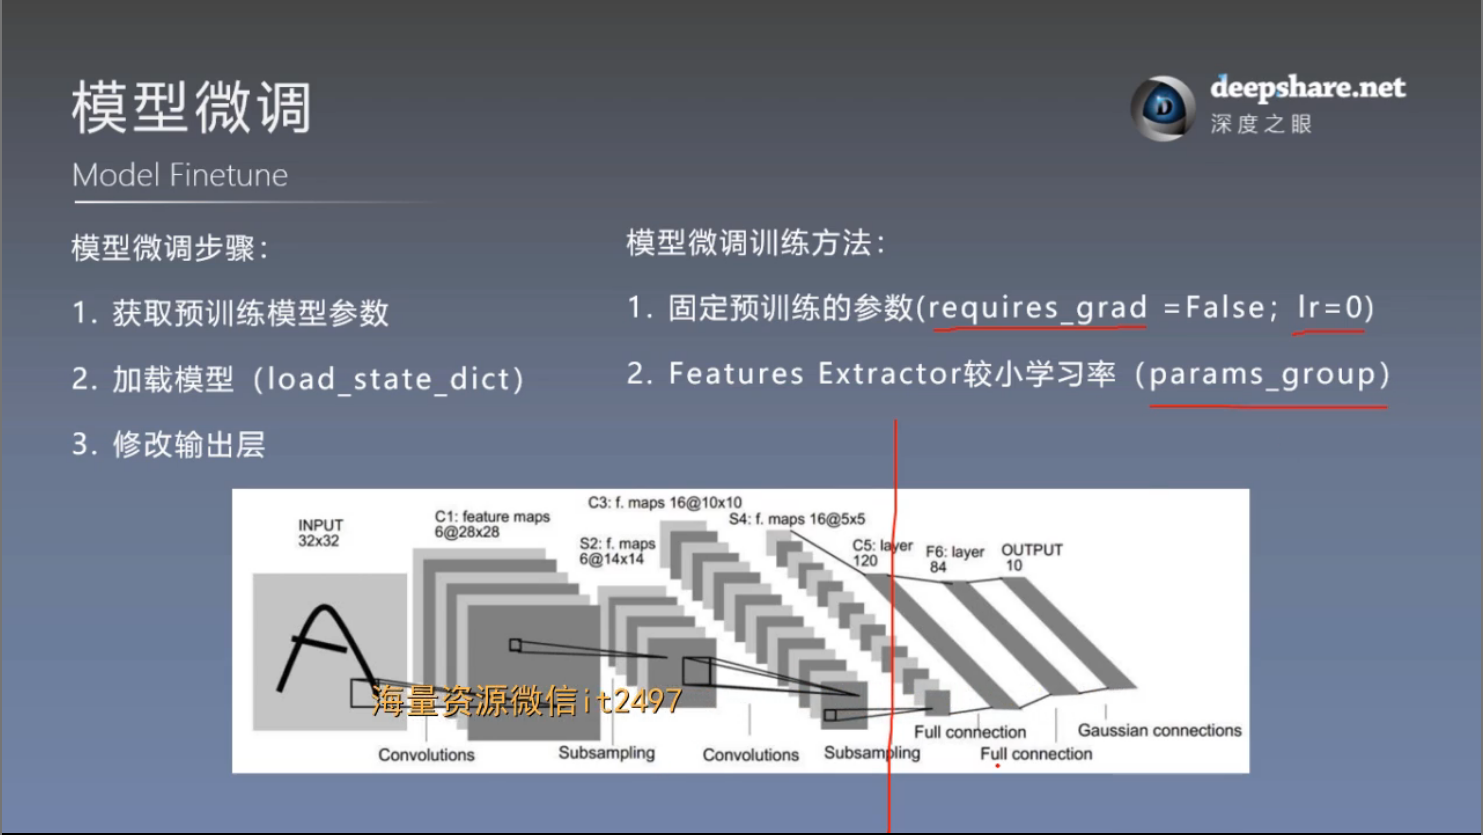 模型微调
Model Finetune
deepshare.net
深度之眼
模型微调步骤：
1. 获取预训练模型参数
2. 加载模型（load_state_dict）
3. 修改输出层
模型微调训练方法：
1. 固定预训练的参数(requires_grad =False；lr=0)
2. Features Extractor较小学习率（params_group）
INPUT
32x32
C1: feature maps
6@28x28
S2: f. maps
6@14x14
C3: f. maps 16@10x10
S4: f. maps 16@5x5
C5: layer
120
F6: layer
84
OUTPUT
10
A
海量资源微信it2497
Convolutions
Subsampling
Convolutions
Subsampling
Full connection
Full connection
Gaussian connections